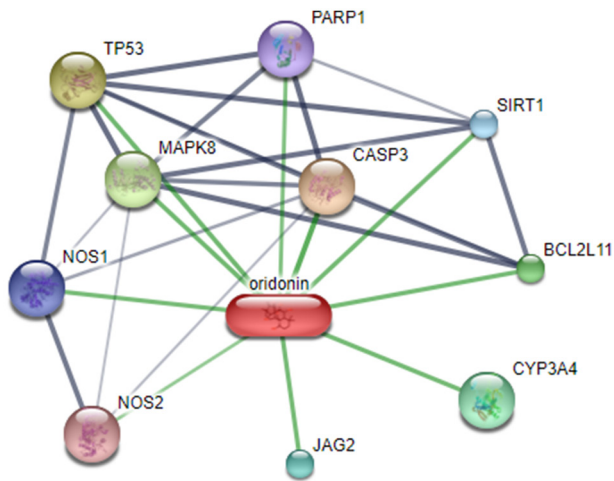 PARP1
TP53
SIRT1
MAPK8
CASP3
NOS1
BCL2L11
oridonin
CYP3A4
NOS2
JAG2